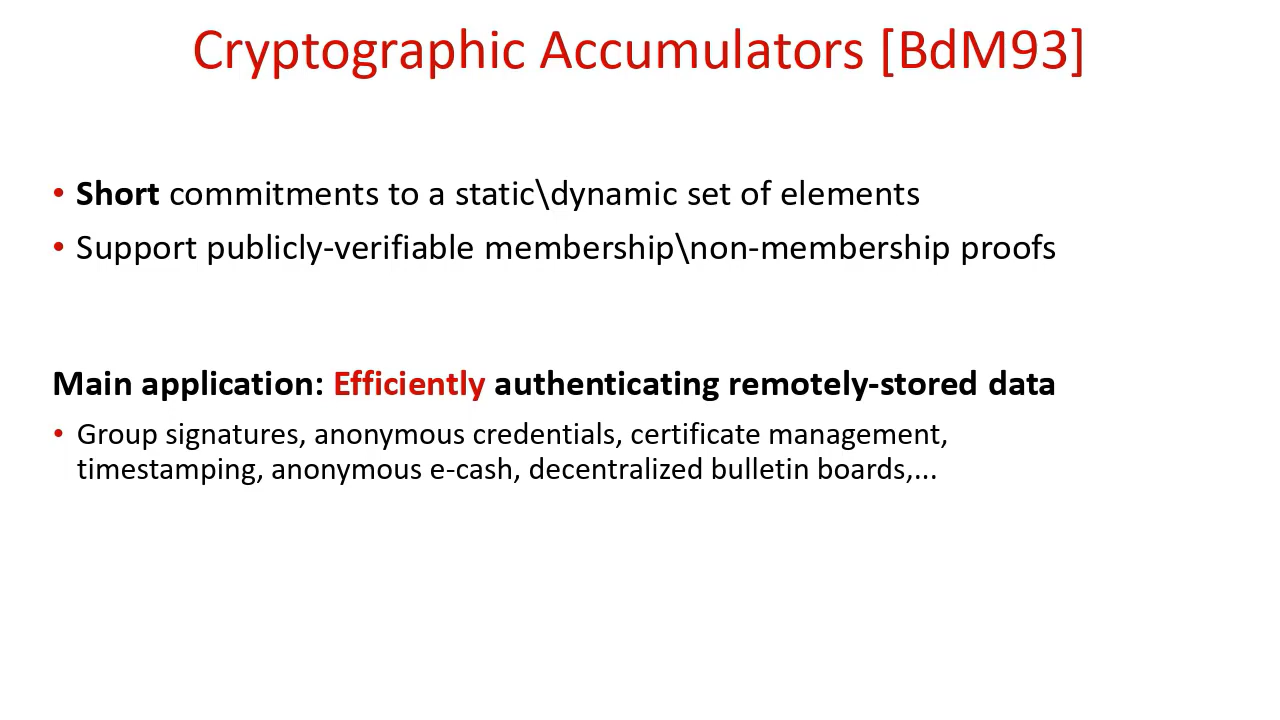 Cryptographic Accumulators [BdM93]
• Short commitments to a static\dynamic set of elements
• Support publicly-verifiable membership\non-membership proofs
Main application: Efficiently authenticating remotely-stored data
• Group signatures, anonymous credentials, certificate management,
timestamping, anonymous e-cash, decentralized bulletin boards,...